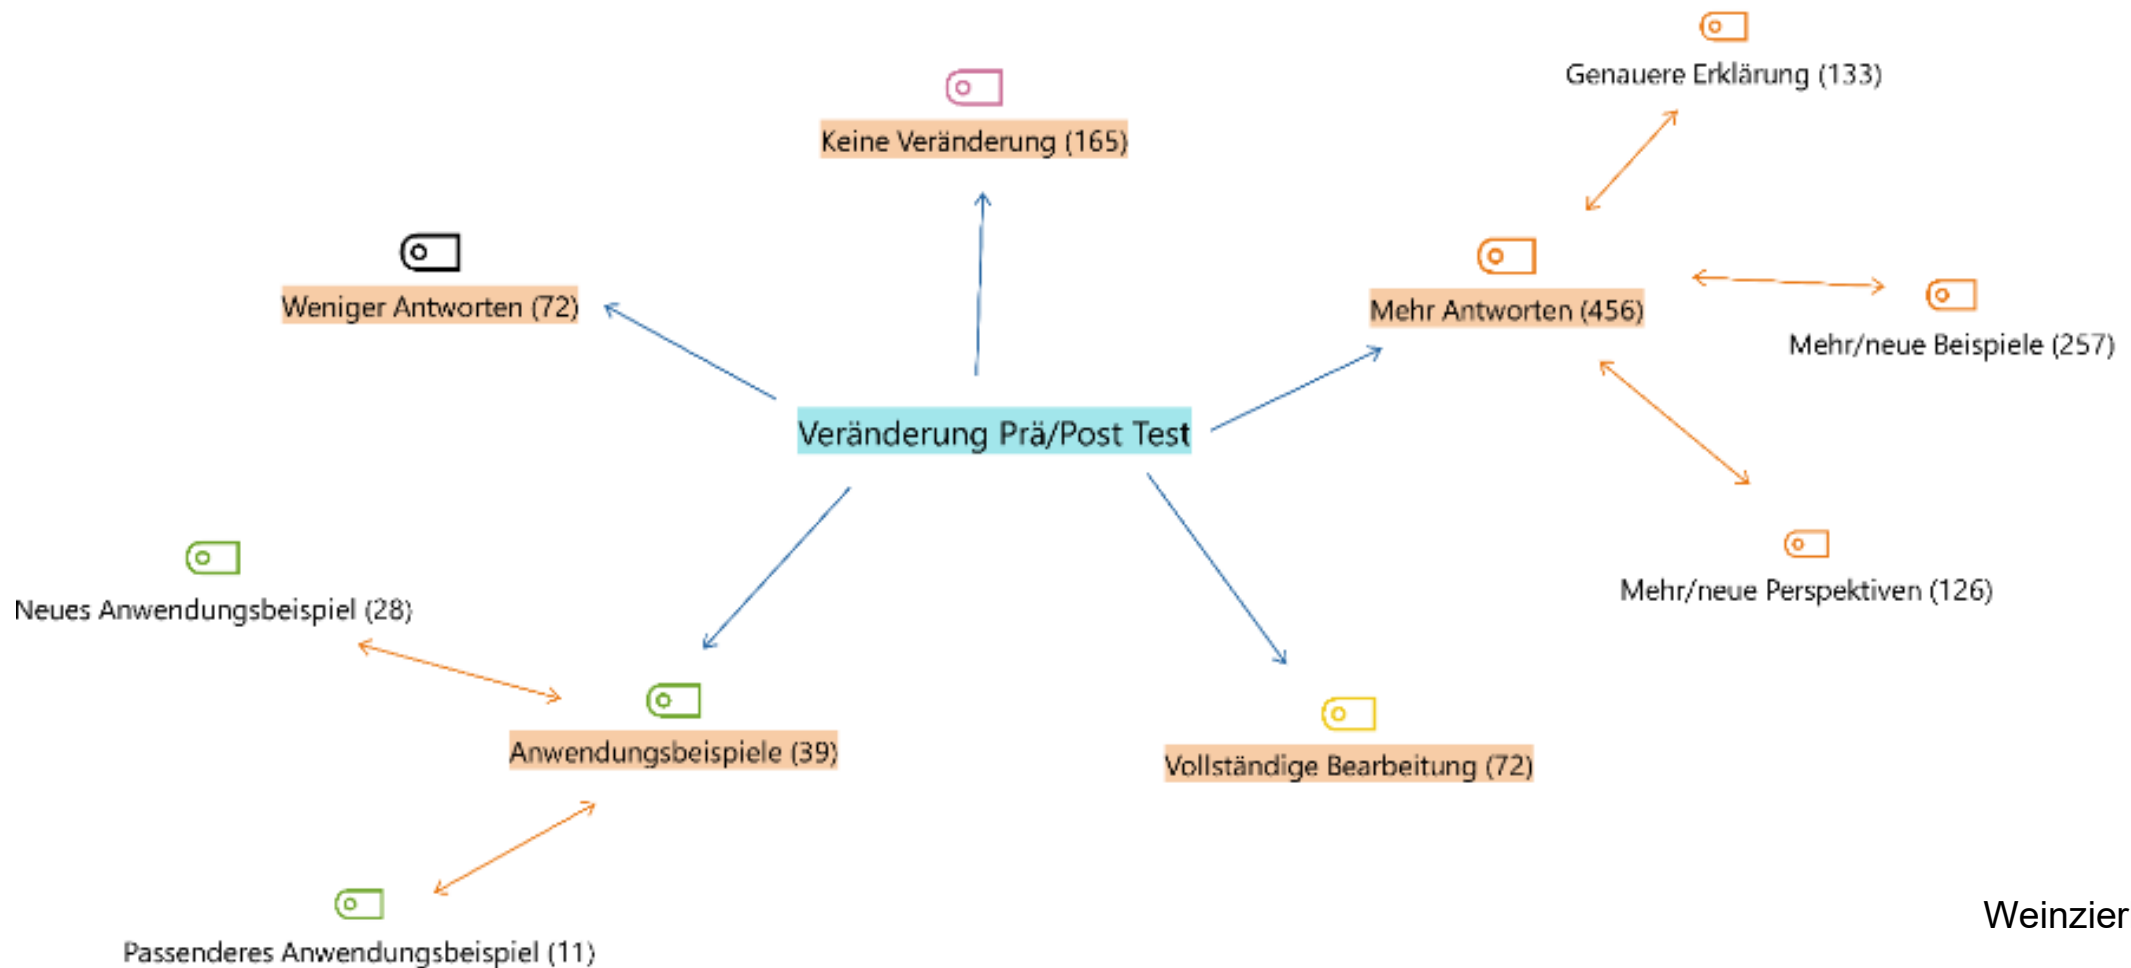 Genauere Erklärung (133)
Keine Veränderung (165)
Weniger Antworten (72)
Mehr Antworten (456)
Mehr/neue Beispiele (257)
Veränderung Prä/Post Test
Mehr/neue Perspektiven (126)
Neues Anwendungsbeispiel (28)
Anwendungsbeispiele (39)
Vollständige Bearbeitung (72)
Weinzier
Passenderes Anwendungsbeispiel (11)